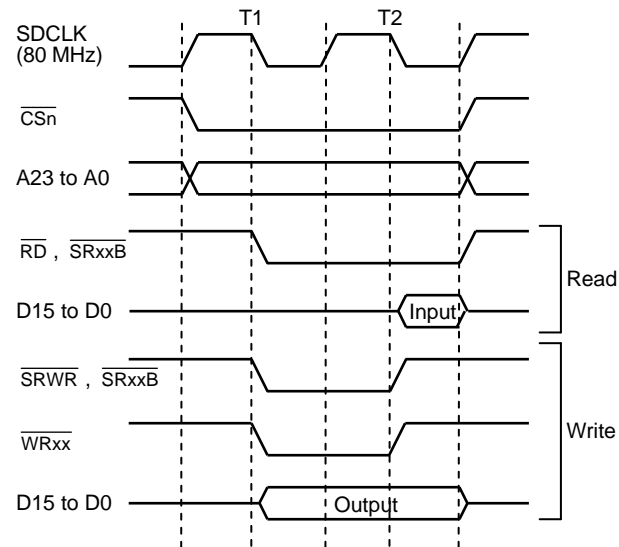 T1 T2
SDCLK
(80 MHz)
CSn
A23 to A0
RD , SRxxB
Read
D15 to D0
Input
SRWR , SRxxB
WRxx
Write
D15 to D0
Output